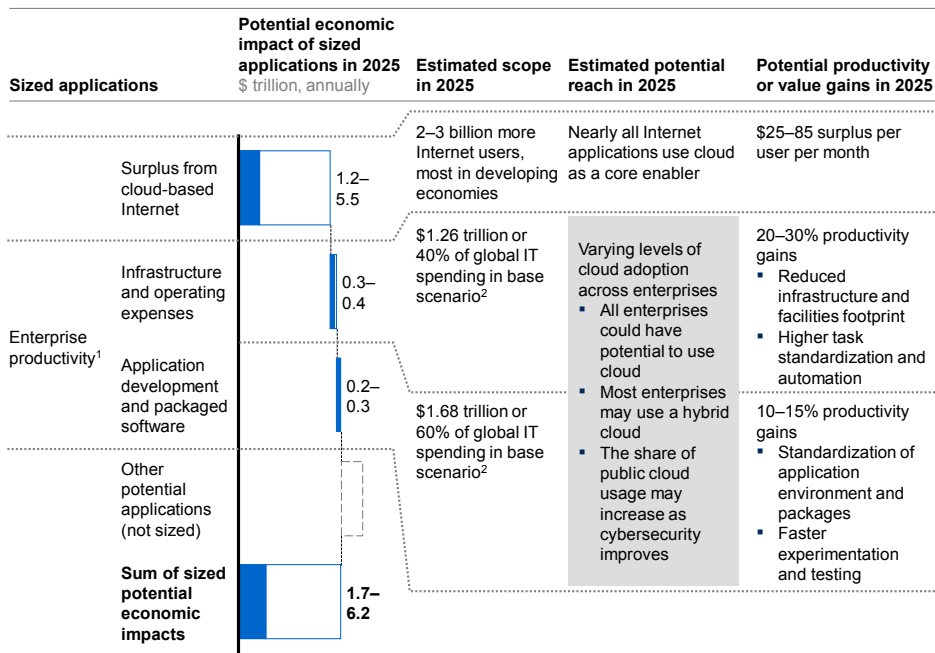 Sized applications
Potential economic
impact of sized
applications in 2025
$ trillion, annually
Estimated scope
in 2025
Estimated potential
reach in 2025
Potential productivity
or value gains in 2025
Surplus from
cloud-based
Internet
1.2–
5.5
2–3 billion more
Internet users,
most in developing
economies
Nearly all Internet
applications use cloud
as a core enabler
$25–85 surplus per
user per month
Enterprise
productivity1
Infrastructure
and operating
expenses
0.3–
0.4
$1.26 trillion or
40% of global IT
spending in base
scenario2
Varying levels of
cloud adoption
across enterprises
▪ All enterprises
could have
potential to use
cloud
▪ Most enterprises
may use a hybrid
cloud
▪ The share of
public cloud
usage may
increase as
cybersecurity
improves
20–30% productivity
gains
▪ Reduced
infrastructure and
facilities footprint
▪ Higher task
standardization and
automation
Application
development
and packaged
software
0.2–
0.3
$1.68 trillion or
60% of global IT
spending in base
scenario2
10–15% productivity
gains
▪ Standardization of
application
environment and
packages
▪ Faster
experimentation
and testing
Other
potential
applications
(not sized)
Sum of sized
potential
economic
impacts
1.7–
6.2